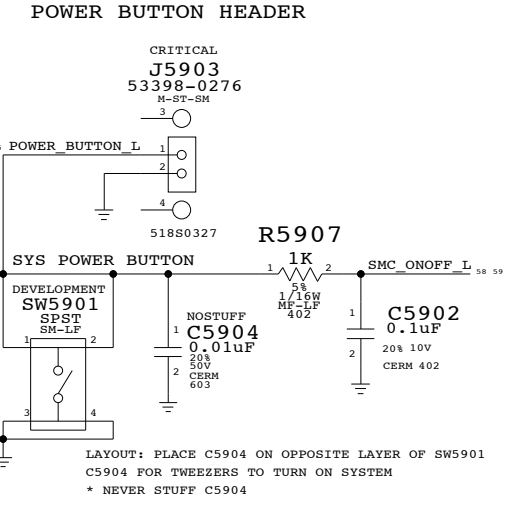 POWER BUTTON HEADER
CRITICAL
J5903
53398-0276
M-ST-SM
3
POWER_BUTTON_L
1
2
4
518S0327
R5907
SYS POWER BUTTON
1K
1
2
SMC_ONOFF_L
58 59
5%
1/16W
MF-LF
402
DEVELOPMENT
SW5901
SPST
SM-LF
1
2
3
4
NOSTUFF
C5904
0.01uF
20%
50V
CERM
603
1
2
C5902
0.1uF
20% 10V
CERM 402
1
2
LAYOUT: PLACE C5904 ON OPPOSITE LAYER OF SW5901
C5904 FOR TWEEZERS TO TURN ON SYSTEM
* NEVER STUFF C5904